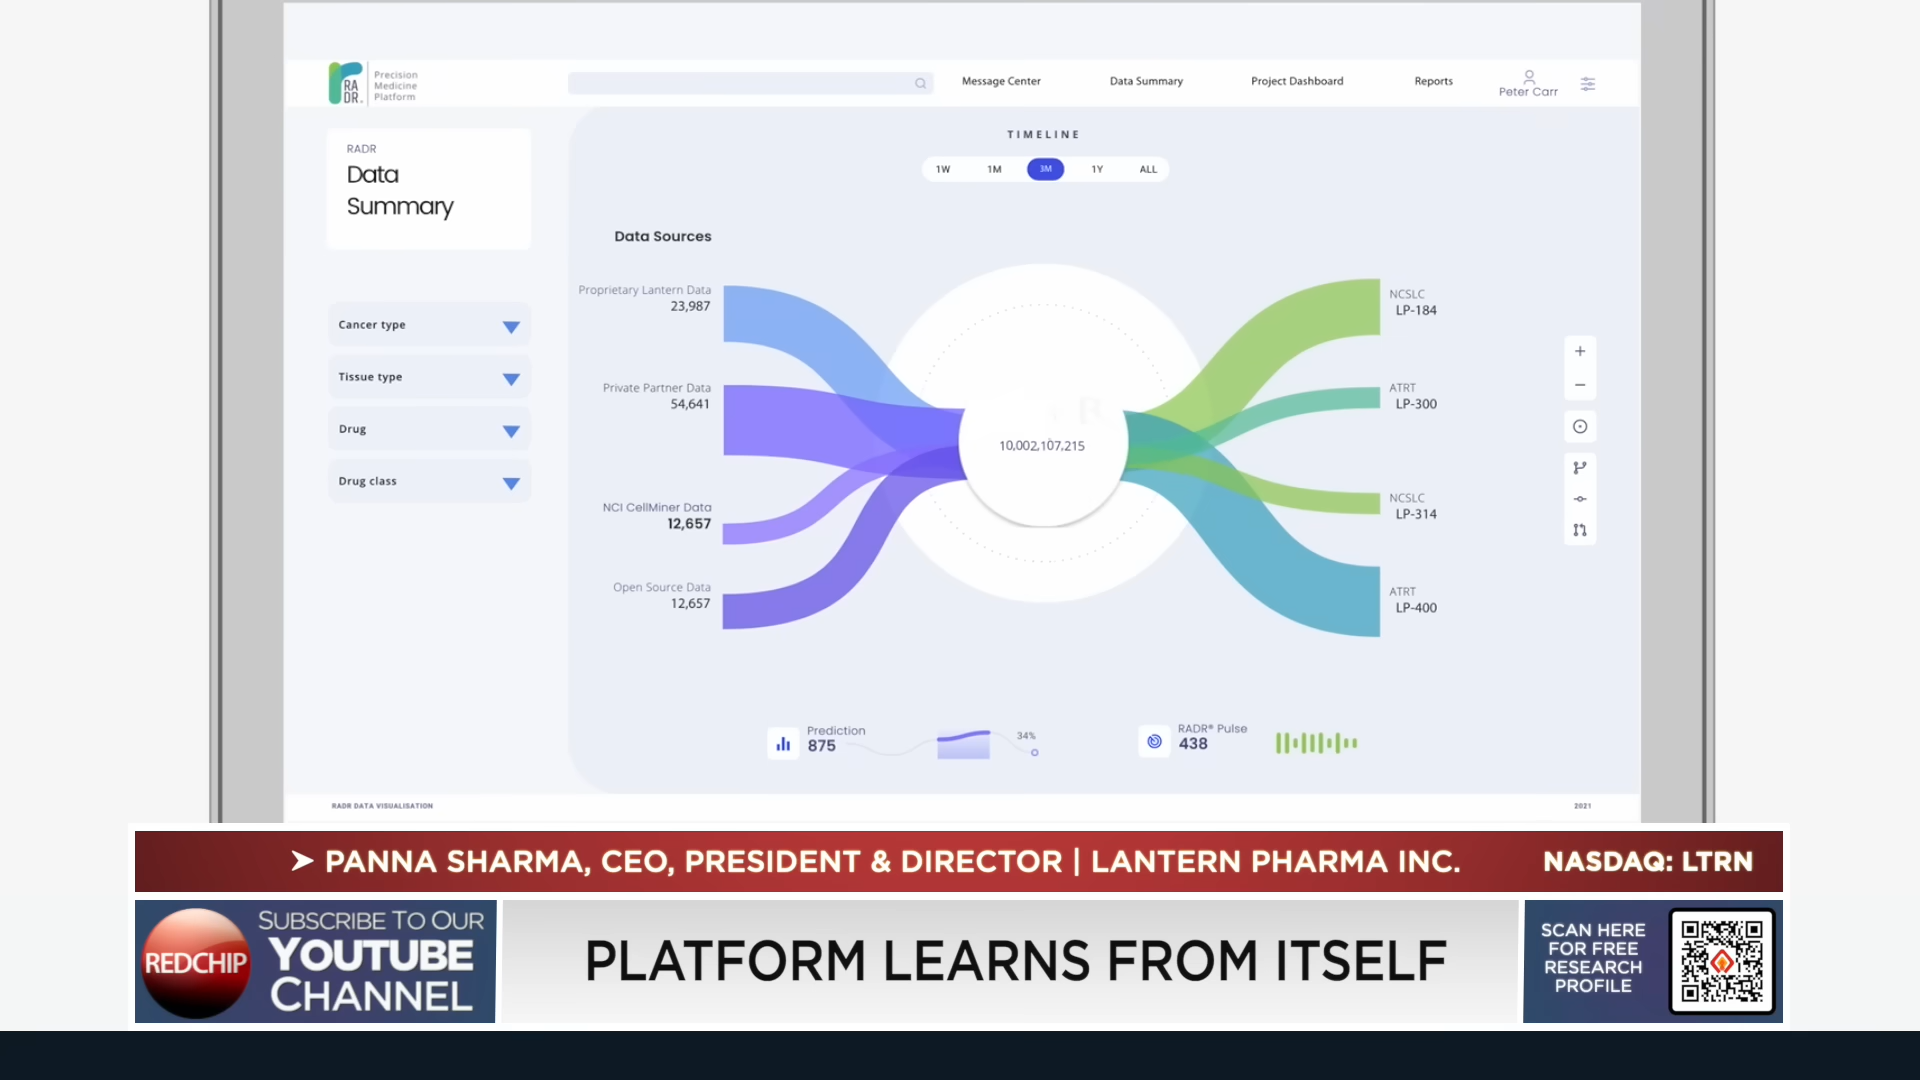 RADR.
Precision
Medicine
Platform
Message Center
Data Summary
Project Dashboard
Reports
Peter Carr
RADR
Data
Summary
Cancer type
Tissue type
Drug
Drug class
TIMELINE
1W 1M 3M 1Y ALL
Data Sources
Proprietary Lantern Data
23,987
Private Partner Data
54,641
NCI CellMiner Data
12,657
Open Source Data
12,657
10,002,107,215
NCSLC
LP-184
ATRT
LP-300
NCSLC
LP-314
ATRT
LP-400
Prediction
875
34%
RADR® Pulse
438
RADR DATA VISUALISATION
2021
➤ PANNA SHARMA, CEO, PRESIDENT & DIRECTOR | LANTERN PHARMA INC.
NASDAQ: LTRN
REDCHIP
SUBSCRIBE TO OUR
YOUTUBE
CHANNEL
PLATFORM LEARNS FROM ITSELF
SCAN HERE
FOR FREE
RESEARCH
PROFILE